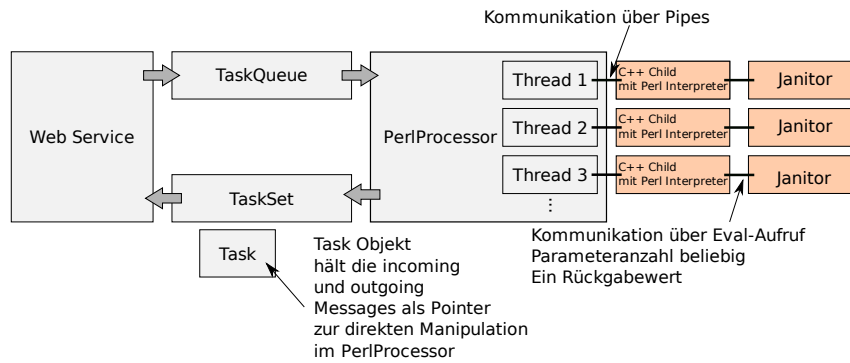 Kommunikation über Pipes
Web Service
TaskQueue
TaskSet
Task
PerlProcessor
Thread 1
Thread 2
Thread 3
...
C++ Child
mit Perl Interpreter
Janitor
C++ Child
mit Perl Interpreter
Janitor
C++ Child
mit Perl Interpreter
Janitor
Task Objekt
hält die incoming
und outgoing
Messages als Pointer
zur direkten Manipulation
im PerlProcessor
Kommunikation über Eval-Aufruf
Parameteranzahl beliebig
Ein Rückgabewert